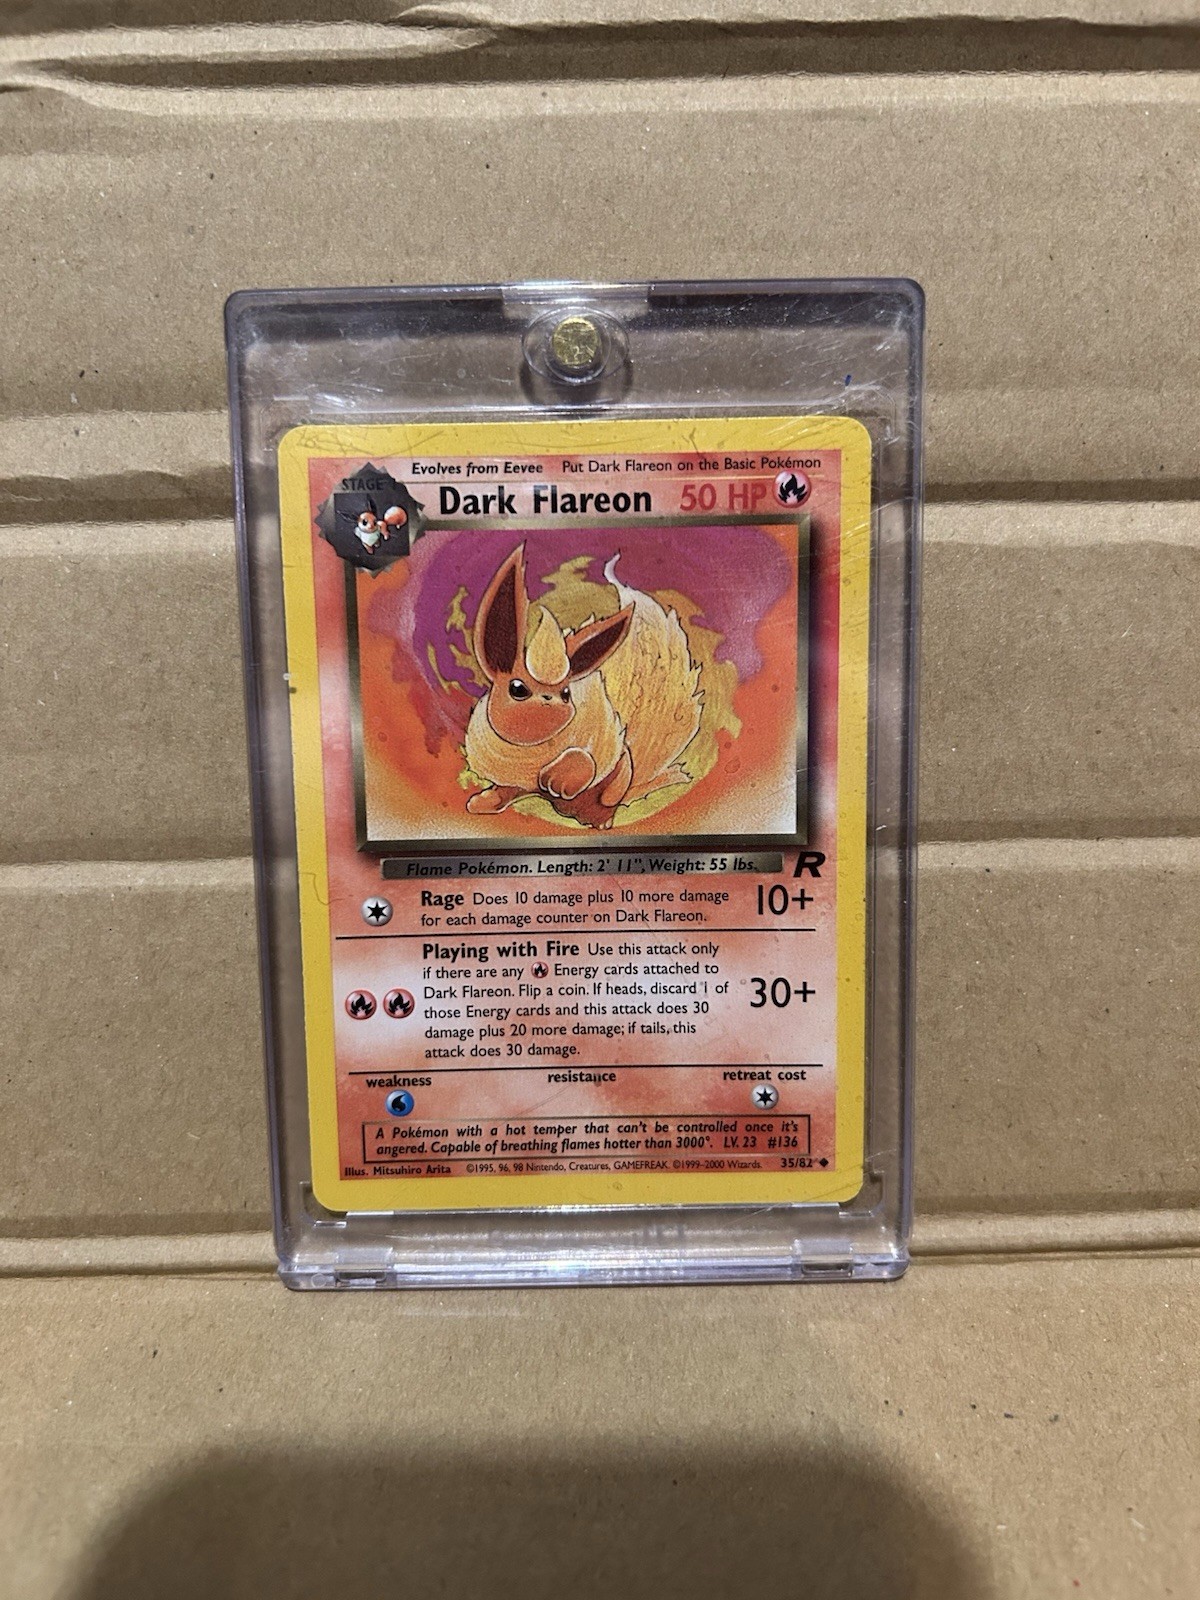 Evolves from Eevee Put Dark Flareon on the Basic Pokémon
STAGE 1
Dark Flareon 50 HP
Flame Pokémon. Length: 2' 11", Weight: 55 lbs.
R
Rage Does 10 damage plus 10 more damage
for each damage counter on Dark Flareon.
10+
Playing with Fire Use this attack only
if there are any Energy cards attached to
Dark Flareon. Flip a coin. If heads, discard 1 of
those Energy cards and this attack does 30
damage plus 20 more damage; if tails, this
attack does 30 damage.
30+
weakness resistance retreat cost
A Pokémon with a hot temper that can't be controlled once it's
angered. Capable of breathing flames hotter than 3000°. LV. 23 #136
Illus. Mitsuhiro Arita ©1995, 96, 98 Nintendo, Creatures, GAMEFREAK. ©1999-2000 Wizards. 35/82